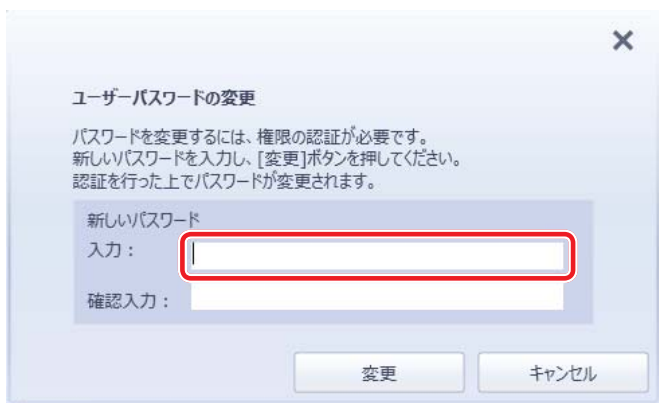 ユーザーパスワードの変更
パスワードを変更するには、権限の認証が必要です。
新しいパスワードを入力し、[変更]ボタンを押してください。
認証を行った上でパスワードが変更されます。
新しいパスワード
入力：
確認入力：
変更
キャンセル